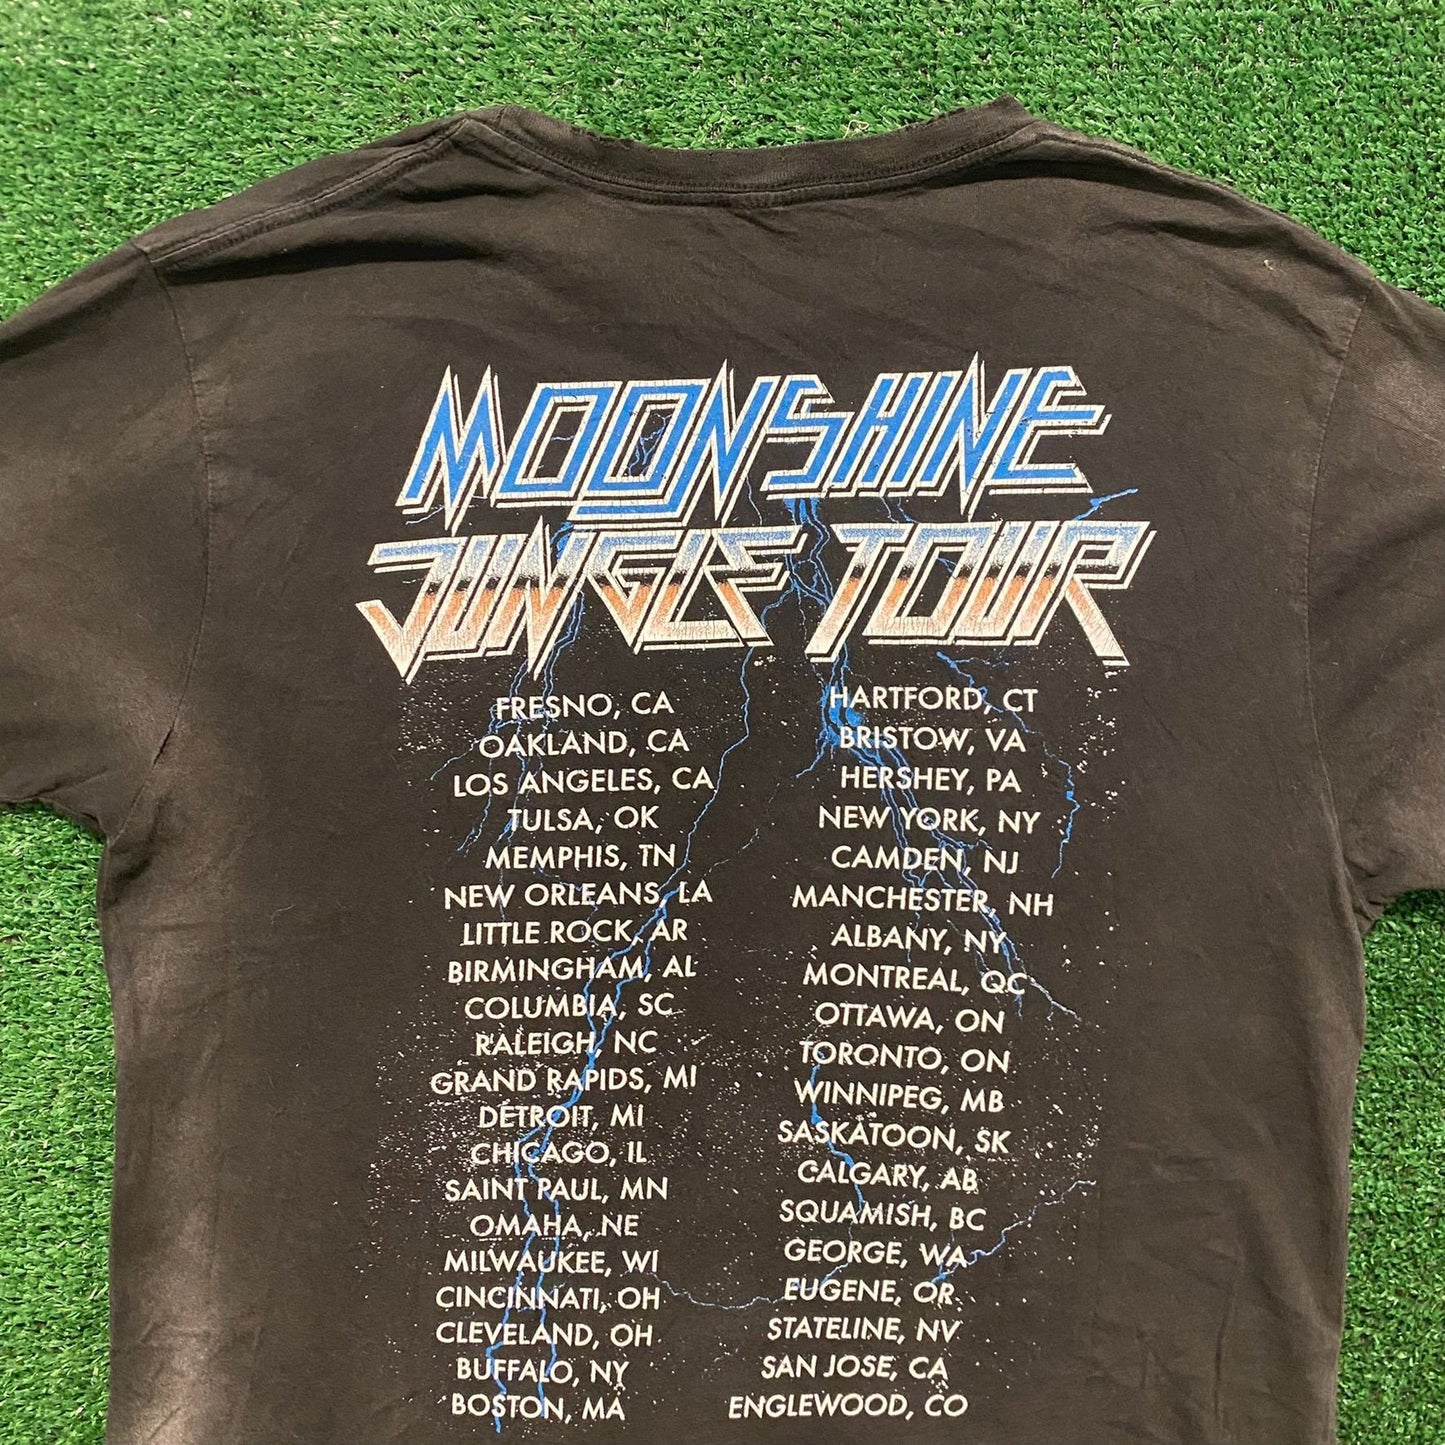 MOONSHINE
JUNGLE TOUR
FRESNO, CA
OAKLAND, CA
LOS ANGELES, CA
TULSA, OK
MEMPHIS, TN
NEW ORLEANS, LA
LITTLE ROCK, AR
BIRMINGHAM, AL
COLUMBIA, SC
RALEIGH, NC
GRAND RAPIDS, MI
DETROIT, MI
CHICAGO, IL
SAINT PAUL, MN
OMAHA, NE
MILWAUKEE, WI
CINCINNATI, OH
CLEVELAND, OH
BUFFALO, NY
BOSTON, MA
HARTFORD, CT
BRISTOW, VA
HERSHEY, PA
NEW YORK, NY
CAMDEN, NJ
MANCHESTER, NH
ALBANY, NY
MONTREAL, QC
OTTAWA, ON
TORONTO, ON
WINNIPEG, MB
SASKATOON, SK
CALGARY, AB
SQUAMISH, BC
GEORGE, WA
EUGENE, OR
STATELINE, NV
SAN JOSE, CA
ENGLEWOOD, CO